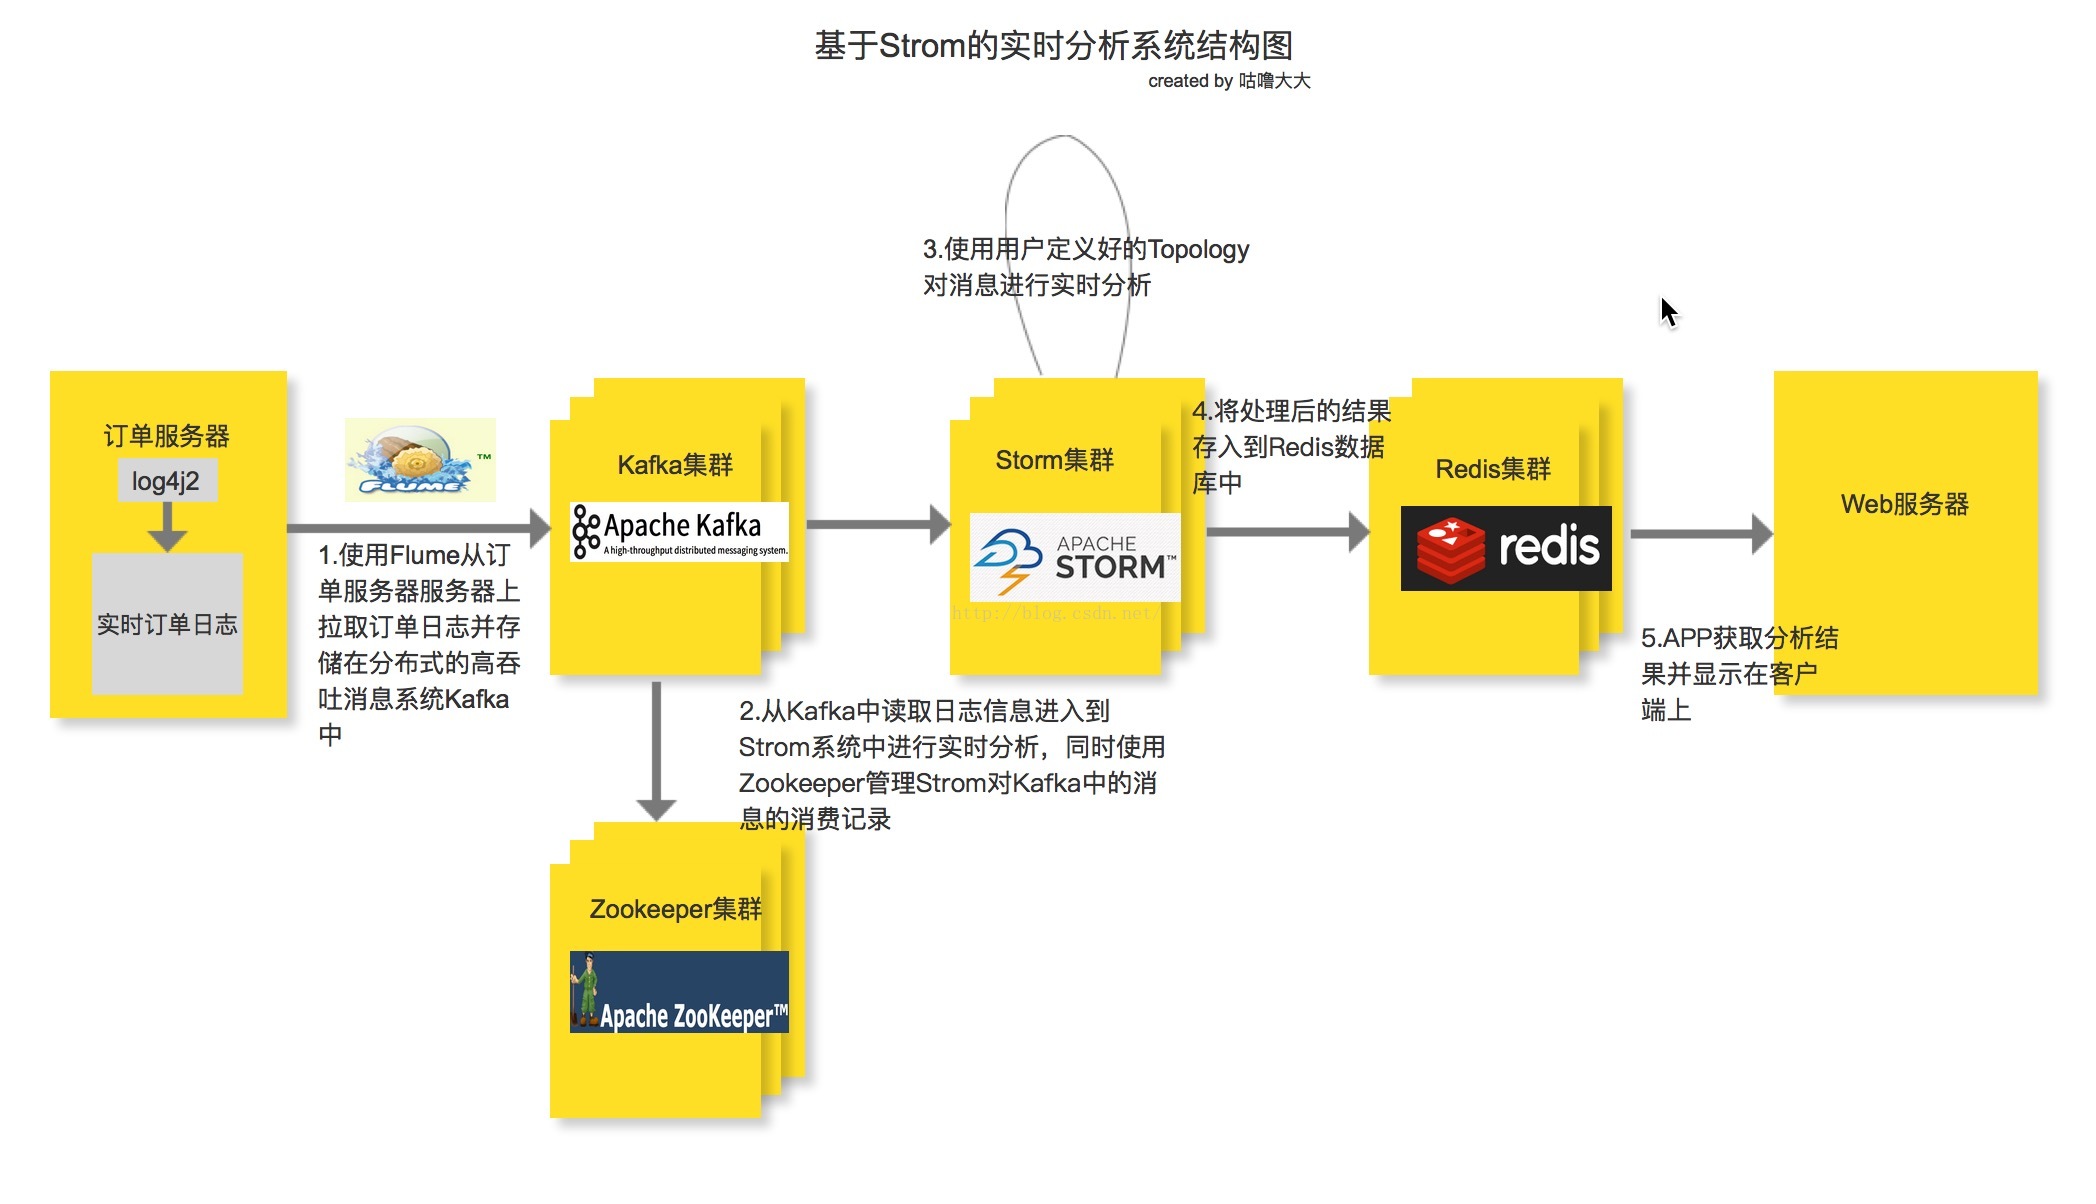 基于Strom的实时分析系统结构图
created by 咕噜大大
3.使用用户定义好的Topology
对消息进行实时分析
订单服务器
log4j2
实时订单日志
FLUME TM
1.使用Flume从订
单服务器服务器上
拉取订单日志并存
储在分布式的高吞
吐消息系统Kafka
中
Kafka集群
Apache Kafka
A high-throughput distributed messaging system.
2.从Kafka中读取日志信息进入到
Strom系统中进行实时分析，同时使用
Zookeeper管理Strom对Kafka中的消
息的消费记录
Zookeeper集群
Apache ZooKeeper™
Storm集群
APACHE
STORM™
http://blog.csdn.net/
4.将处理后的结果
存入到Redis数据
库中
Redis集群
redis
5.APP获取分析结
果并显示在客户
端上
Web服务器